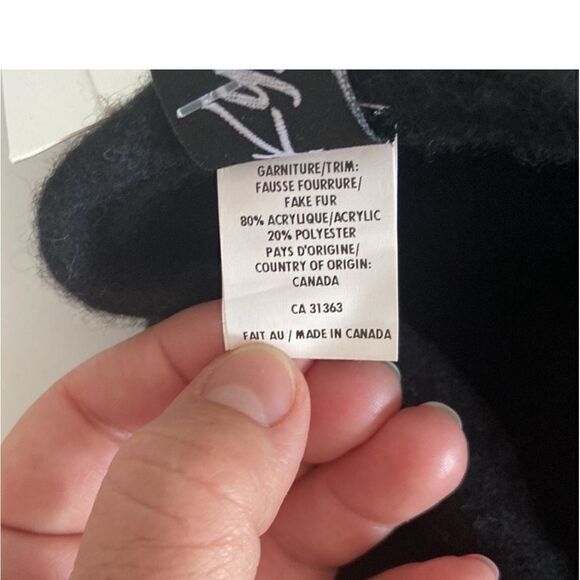 GARNITURE/TRIM:
FAUSSE FOURRURE/
FAKE FUR
80% ACRYLIQUE/ACRYLIC
20% POLYESTER
PAYS D'ORIGINE/
COUNTRY OF ORIGIN:
CANADA
CA 31363
FAIT AU / MADE IN CANADA